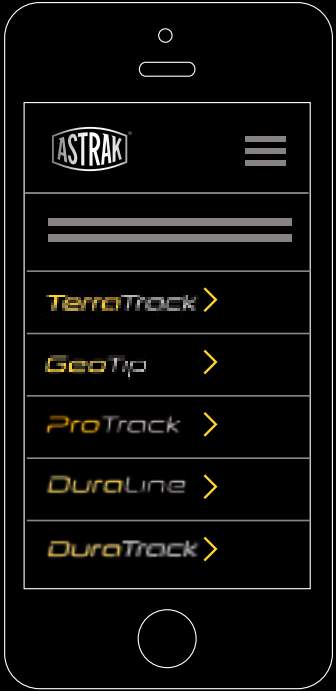 ASTRAK
TerraTrack
GeoTip
ProTrack
DuraLine
DuraTrack